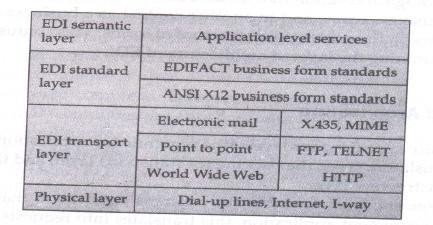 EDI semantic layer
Application level services
EDI standard layer
EDIFACT business form standards
ANSI X12 business form standards
EDI transport layer
Electronic mail
X.435, MIME
Point to point
FTP, TELNET
World Wide Web
HTTP
Physical layer
Dial-up lines, Internet, I-way